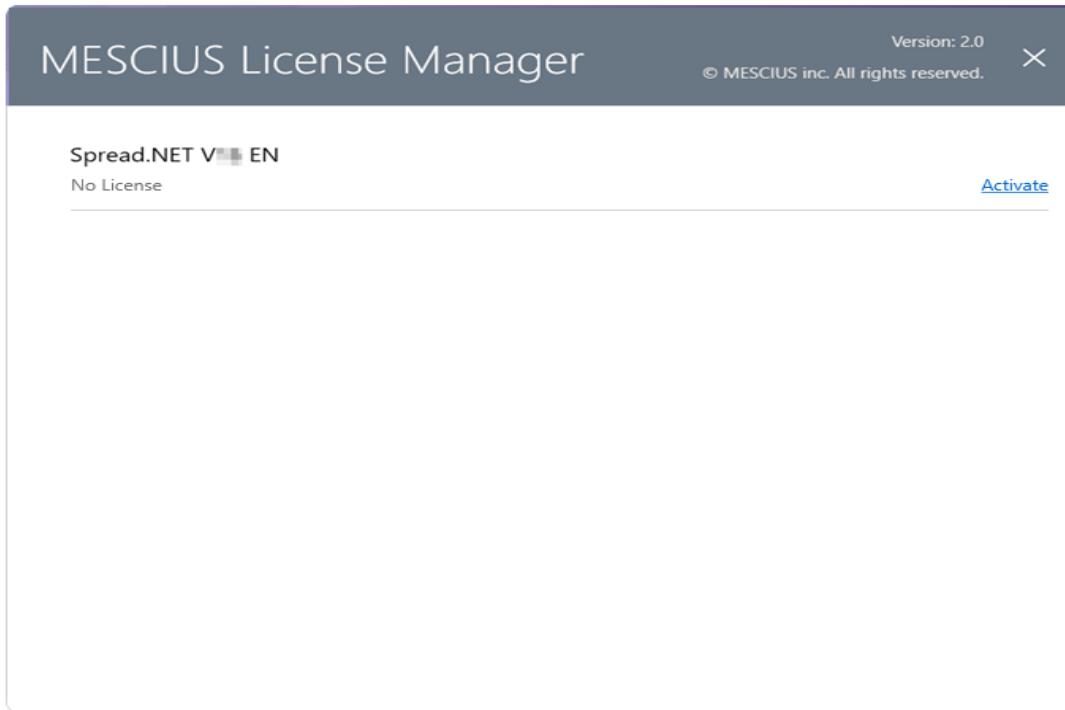 MESCIUS License Manager
Version: 2.0
© MESCIUS inc. All rights reserved.
Spread.NET V EN
No License
Activate